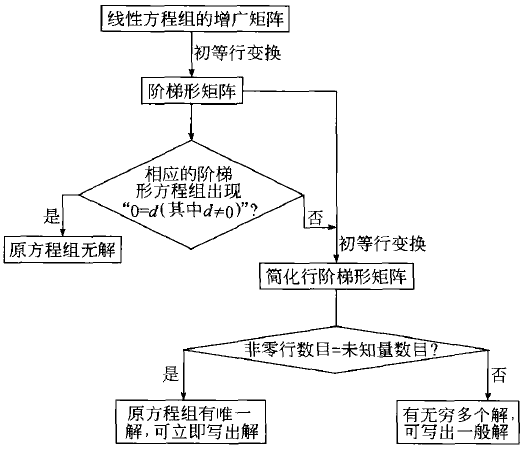 线性方程组的增广矩阵
初等行变换
阶梯形矩阵
相应的阶梯
形方程组出现
“0=d(其中d≠0)”?
是
否
原方程组无解
初等行变换
简化行阶梯形矩阵
非零行数目=未知量数目?
是
否
原方程组有唯一
解,可立即写出解
有无穷多个解,
可写出一般解